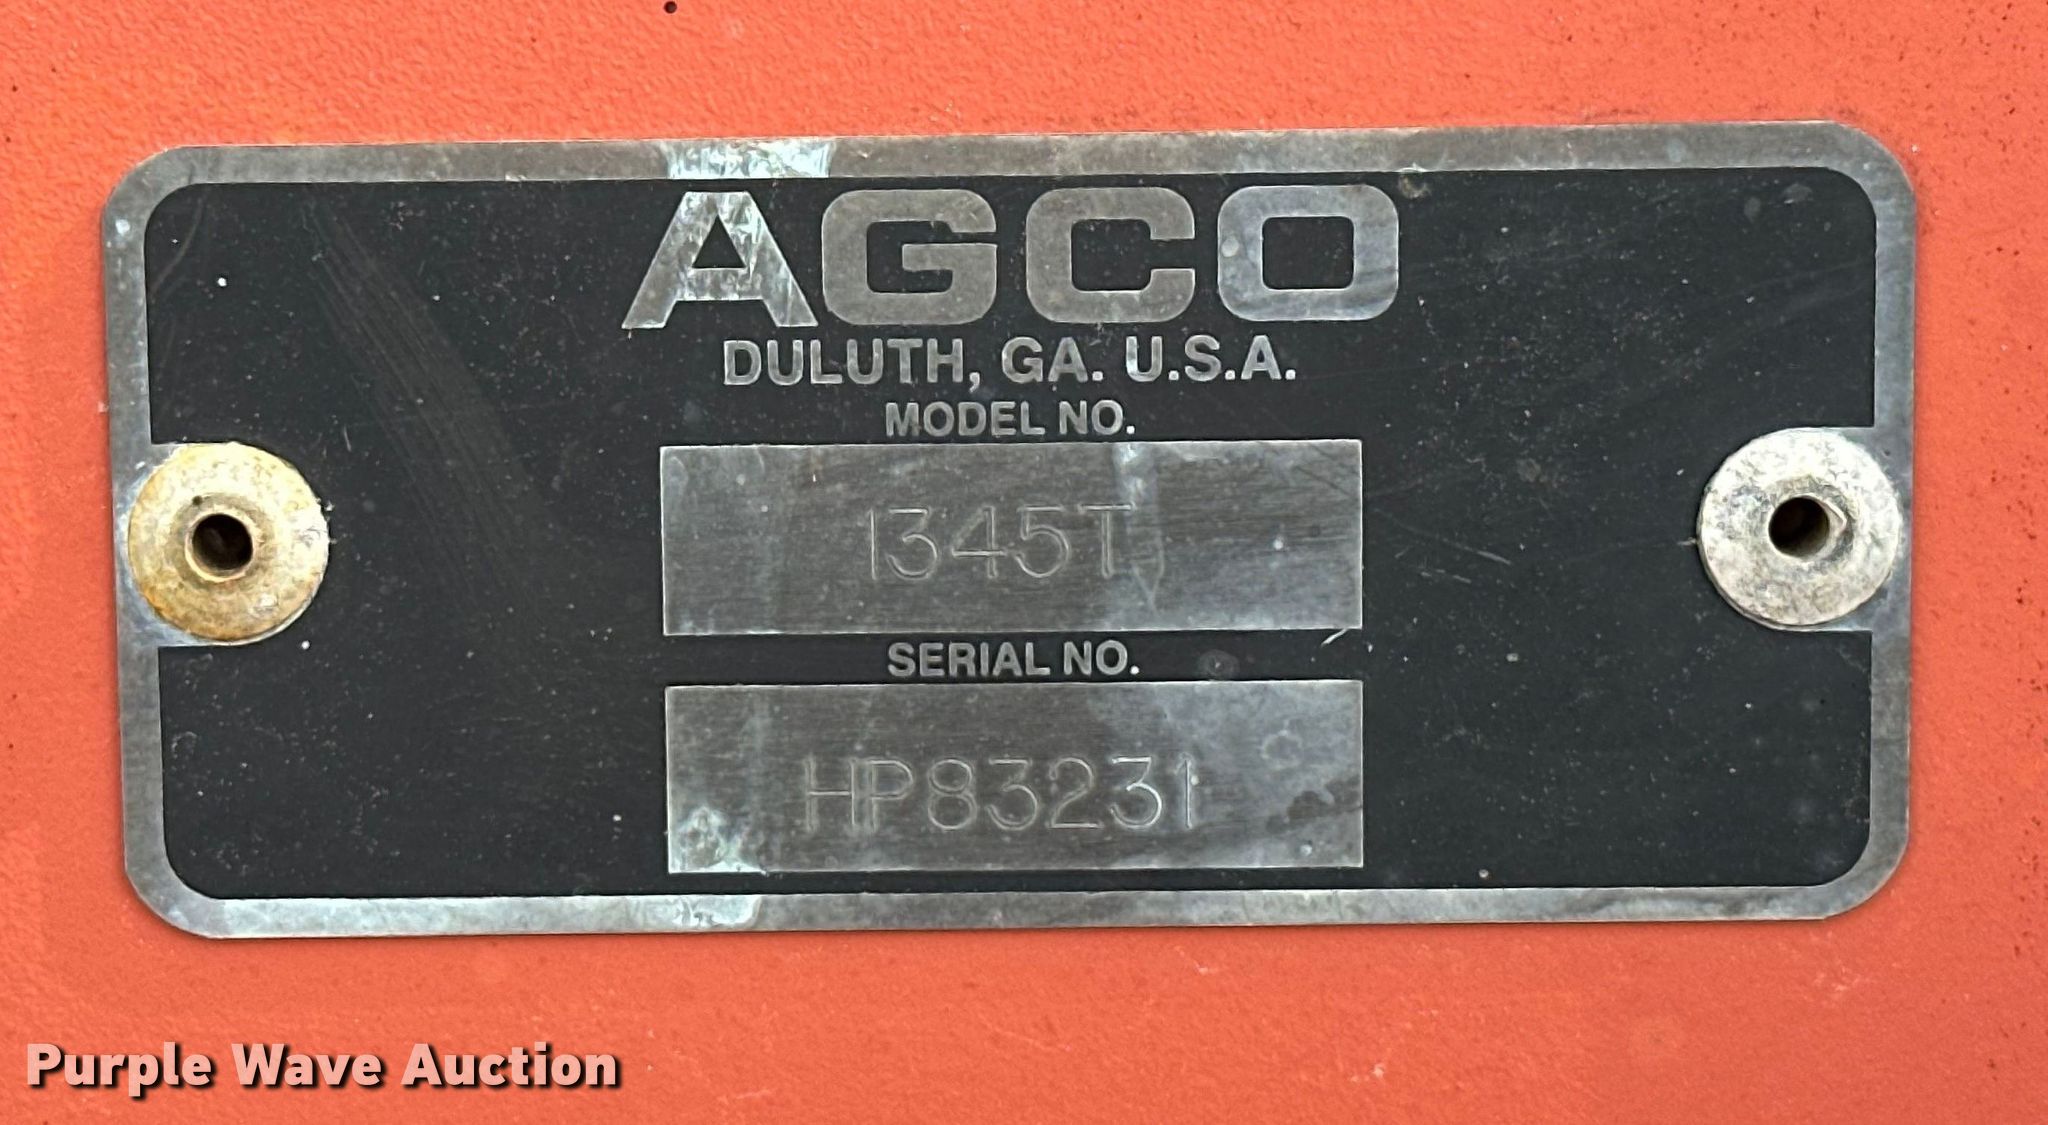 AGCO
DULUTH, GA. U.S.A.
MODEL NO.
1345T
SERIAL NO.
HP83231
Purple Wave Auction